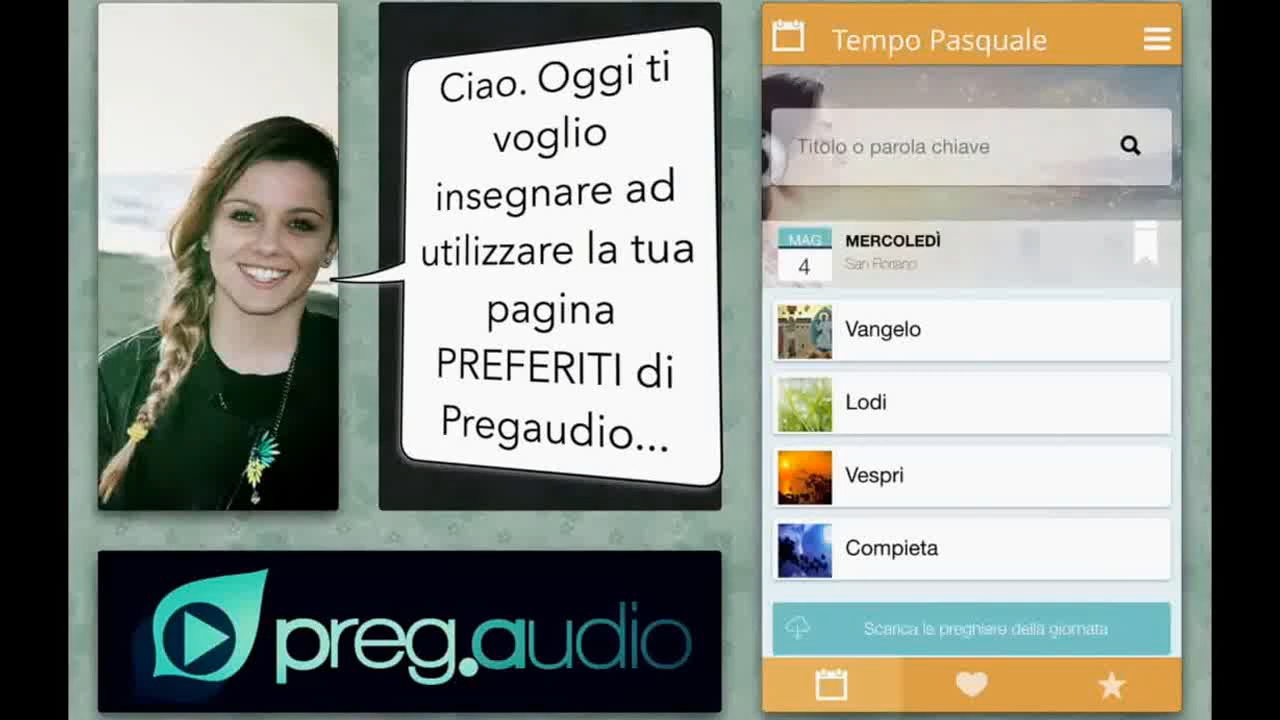 Ciao. Oggi ti
voglio
insegnare ad
utilizzare la tua
pagina
PREFERITI di
Pregaudio...
preg.audio
Tempo Pasquale
Titolo o parola chiave
MAG
4
MERCOLEDÌ
San Floriano
Vangelo
Lodi
Vespri
Compieta
Scarica le preghiere della giornata